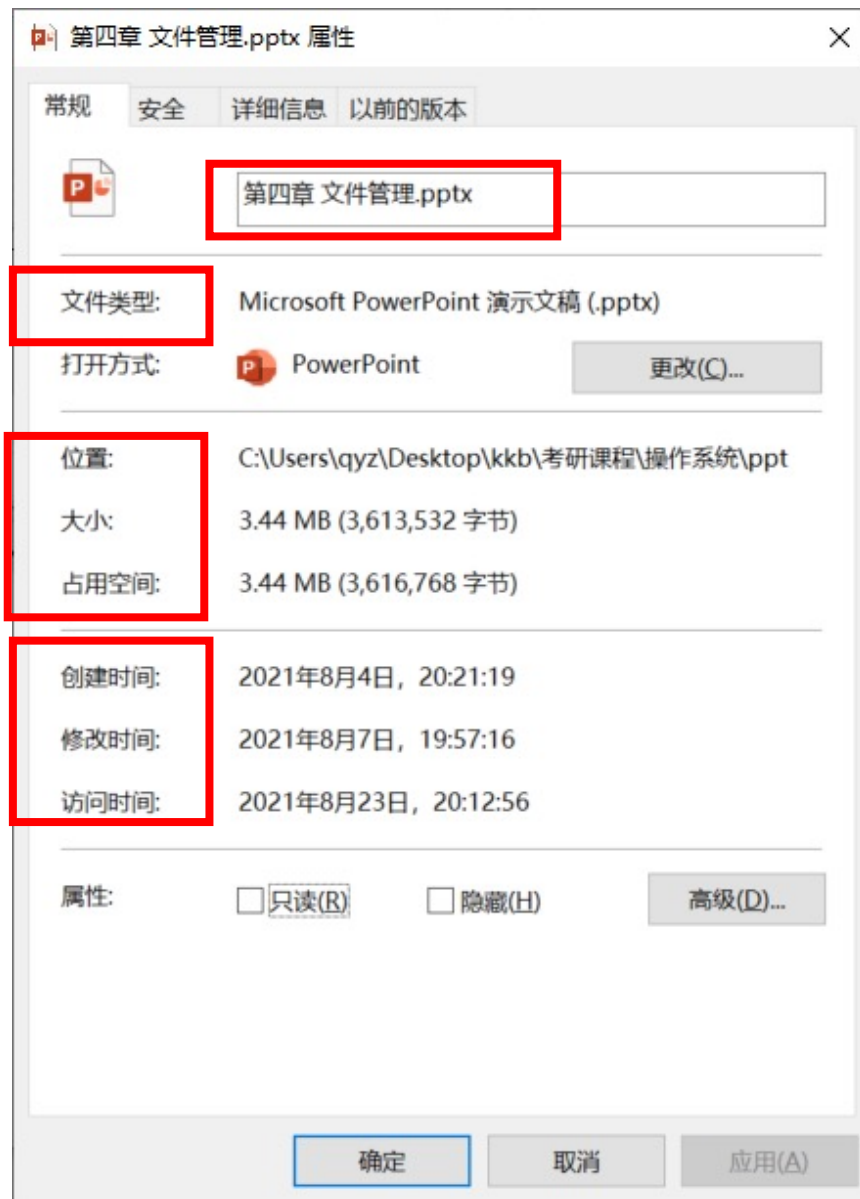 第四章 文件管理.pptx 属性
常规 安全 详细信息 以前的版本
第四章 文件管理.pptx
文件类型: Microsoft PowerPoint 演示文稿 (.pptx)
打开方式: PowerPoint 更改(C)...
位置: C:\Users\qyz\Desktop\kkb\考研课程\操作系统\ppt
大小: 3.44 MB (3,613,532 字节)
占用空间: 3.44 MB (3,616,768 字节)
创建时间: 2021年8月4日，20:21:19
修改时间: 2021年8月7日，19:57:16
访问时间: 2021年8月23日，20:12:56
属性: 只读(R) 隐藏(H) 高级(D)...
确定 取消 应用(A)